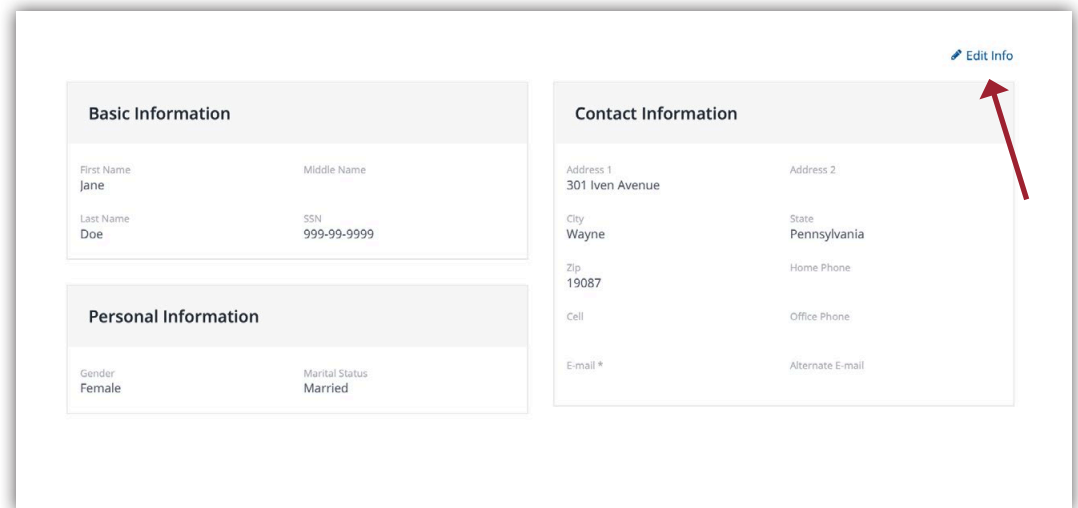 Edit Info
Basic Information
First Name
Middle Name
Jane
Last Name
SSN
Doe
999-99-9999
Personal Information
Gender
Marital Status
Female
Married
Contact Information
Address 1
Address 2
301 Iven Avenue
City
State
Wayne
Pennsylvania
Zip
Home Phone
19087
Cell
Office Phone
E-mail *
Alternate E-mail